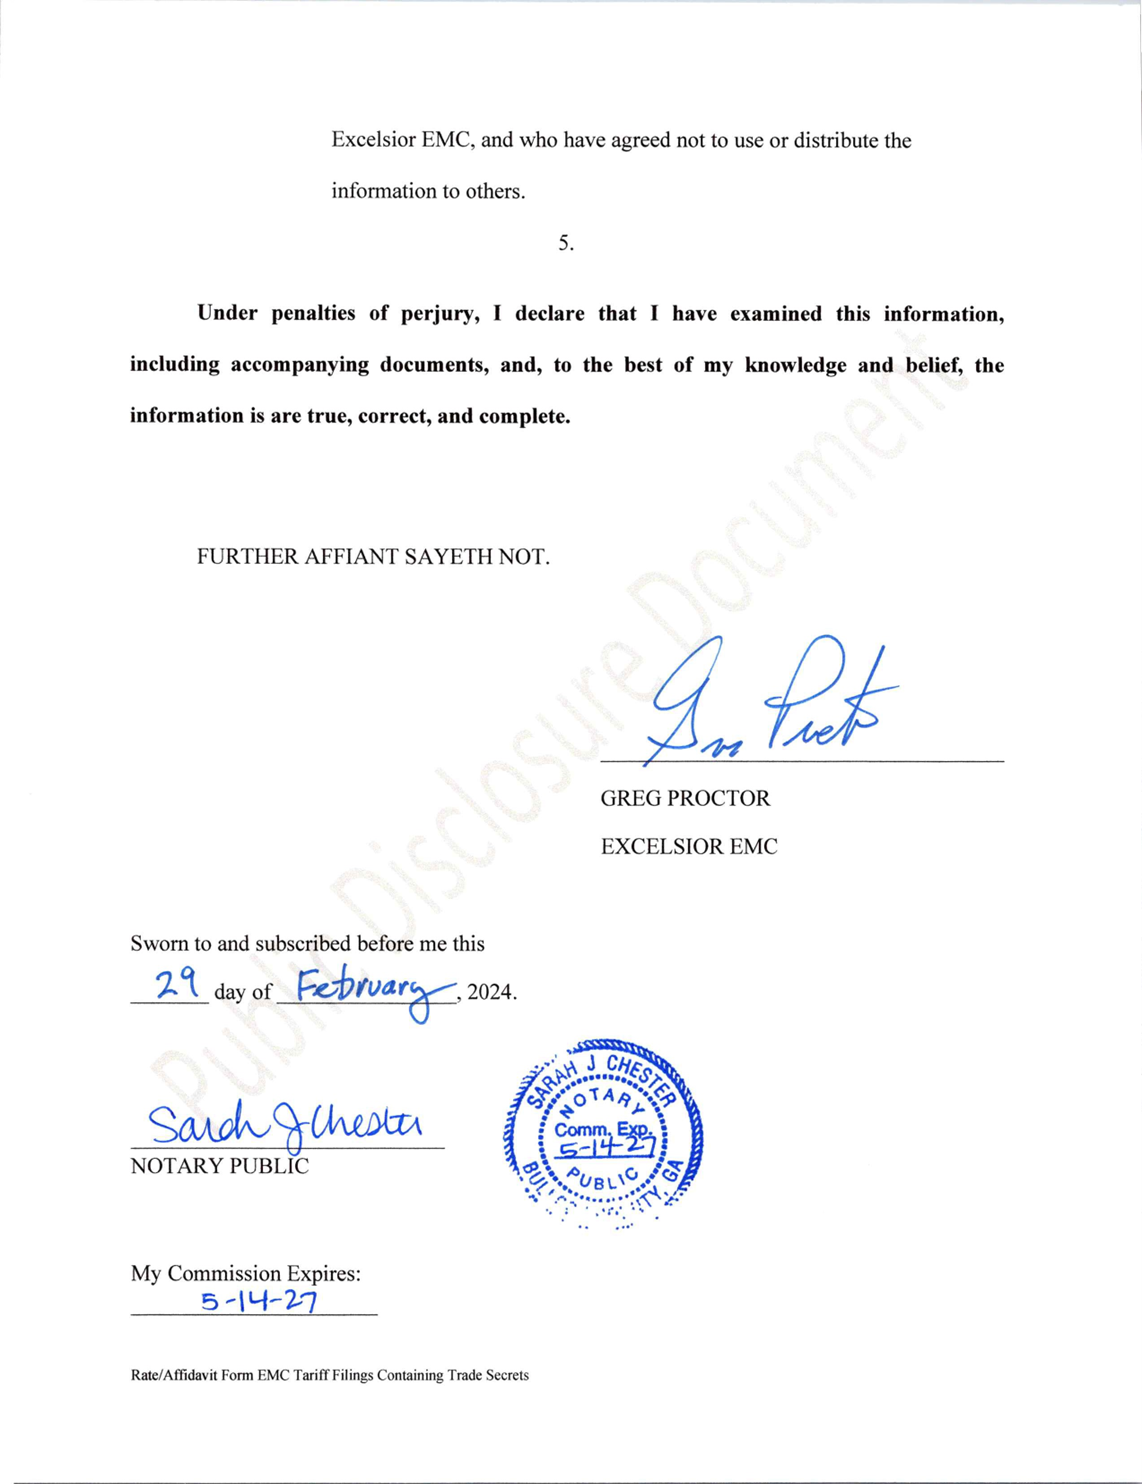 Excelsior EMC, and who have agreed not to use or distribute the
information to others.
5.
Under penalties of perjury, I declare that I have examined this information,
including accompanying documents, and, to the best of my knowledge and belief, the
information is are true, correct, and complete.
FURTHER AFFIANT SAYETH NOT.
Public Disclosure Document
GREG PROCTOR
EXCELSIOR EMC
Sworn to and subscribed before me this
29 day of February, 2024.
Sarah J Chester
NOTARY PUBLIC
SARAH J CHESTER
NOTARY
Comm. Exp.
5-14-27
PUBLIC
GA
My Commission Expires:
5-14-27
Rate/Affidavit Form EMC Tariff Filings Containing Trade Secrets